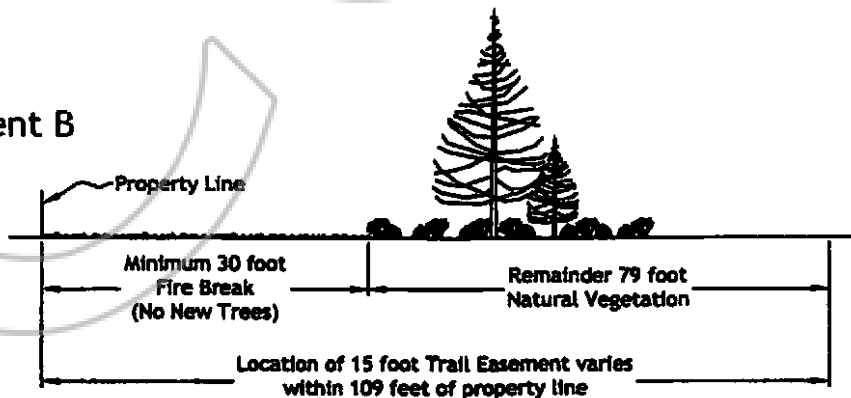 ent B
Property Line
Minimum 30 foot
Fire Break
(No New Trees)
Remainder 79 foot
Natural Vegetation
Location of 15 foot Trail Easement varies
within 109 feet of property line